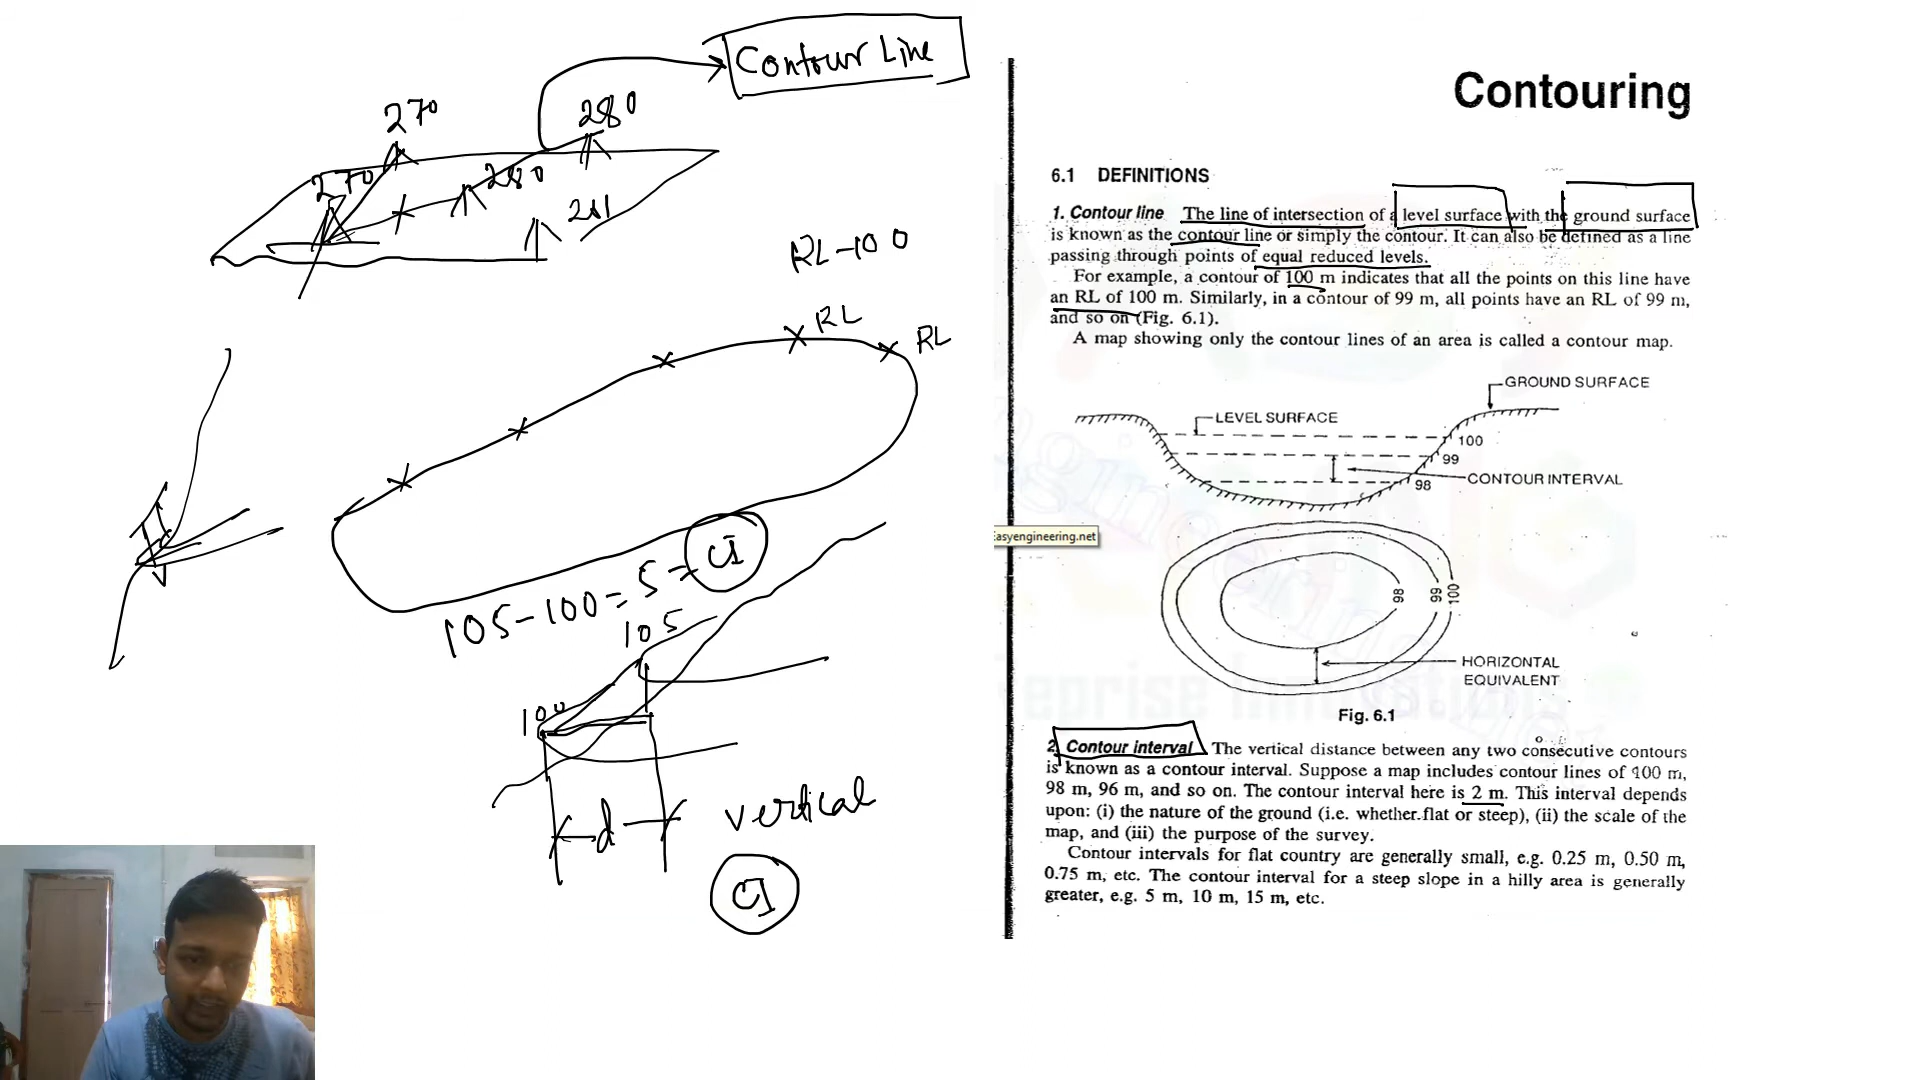 Contour Line
270
280
270
280
281
RL-100
RL
RL
105-100=5=CI
105
100
d
vertical
CI
Contouring
6.1 DEFINITIONS
1. Contour line The line of intersection of a level surface with the ground surface
is known as the contour line or simply the contour. It can also be defined as a line
passing through points of equal reduced levels.
For example, a contour of 100 m indicates that all the points on this line have
an RL of 100 m. Similarly, in a contour of 99 m, all points have an RL of 99 m,
and so on (Fig. 6.1).
A map showing only the contour lines of an area is called a contour map.
GROUND SURFACE
LEVEL SURFACE
100
99
CONTOUR INTERVAL
98
easyengineering.net
98
99
100
HORIZONTAL
EQUIVALENT
Fig. 6.1
2. Contour interval The vertical distance between any two consecutive contours
is known as a contour interval. Suppose a map includes contour lines of 100 m,
98 m, 96 m, and so on. The contour interval here is 2 m. This interval depends
upon: (i) the nature of the ground (i.e. whether flat or steep), (ii) the scale of the
map, and (iii) the purpose of the survey.
Contour intervals for flat country are generally small, e.g. 0.25 m, 0.50 m,
0.75 m, etc. The contour interval for a steep slope in a hilly area is generally
greater, e.g. 5 m, 10 m, 15 m, etc.